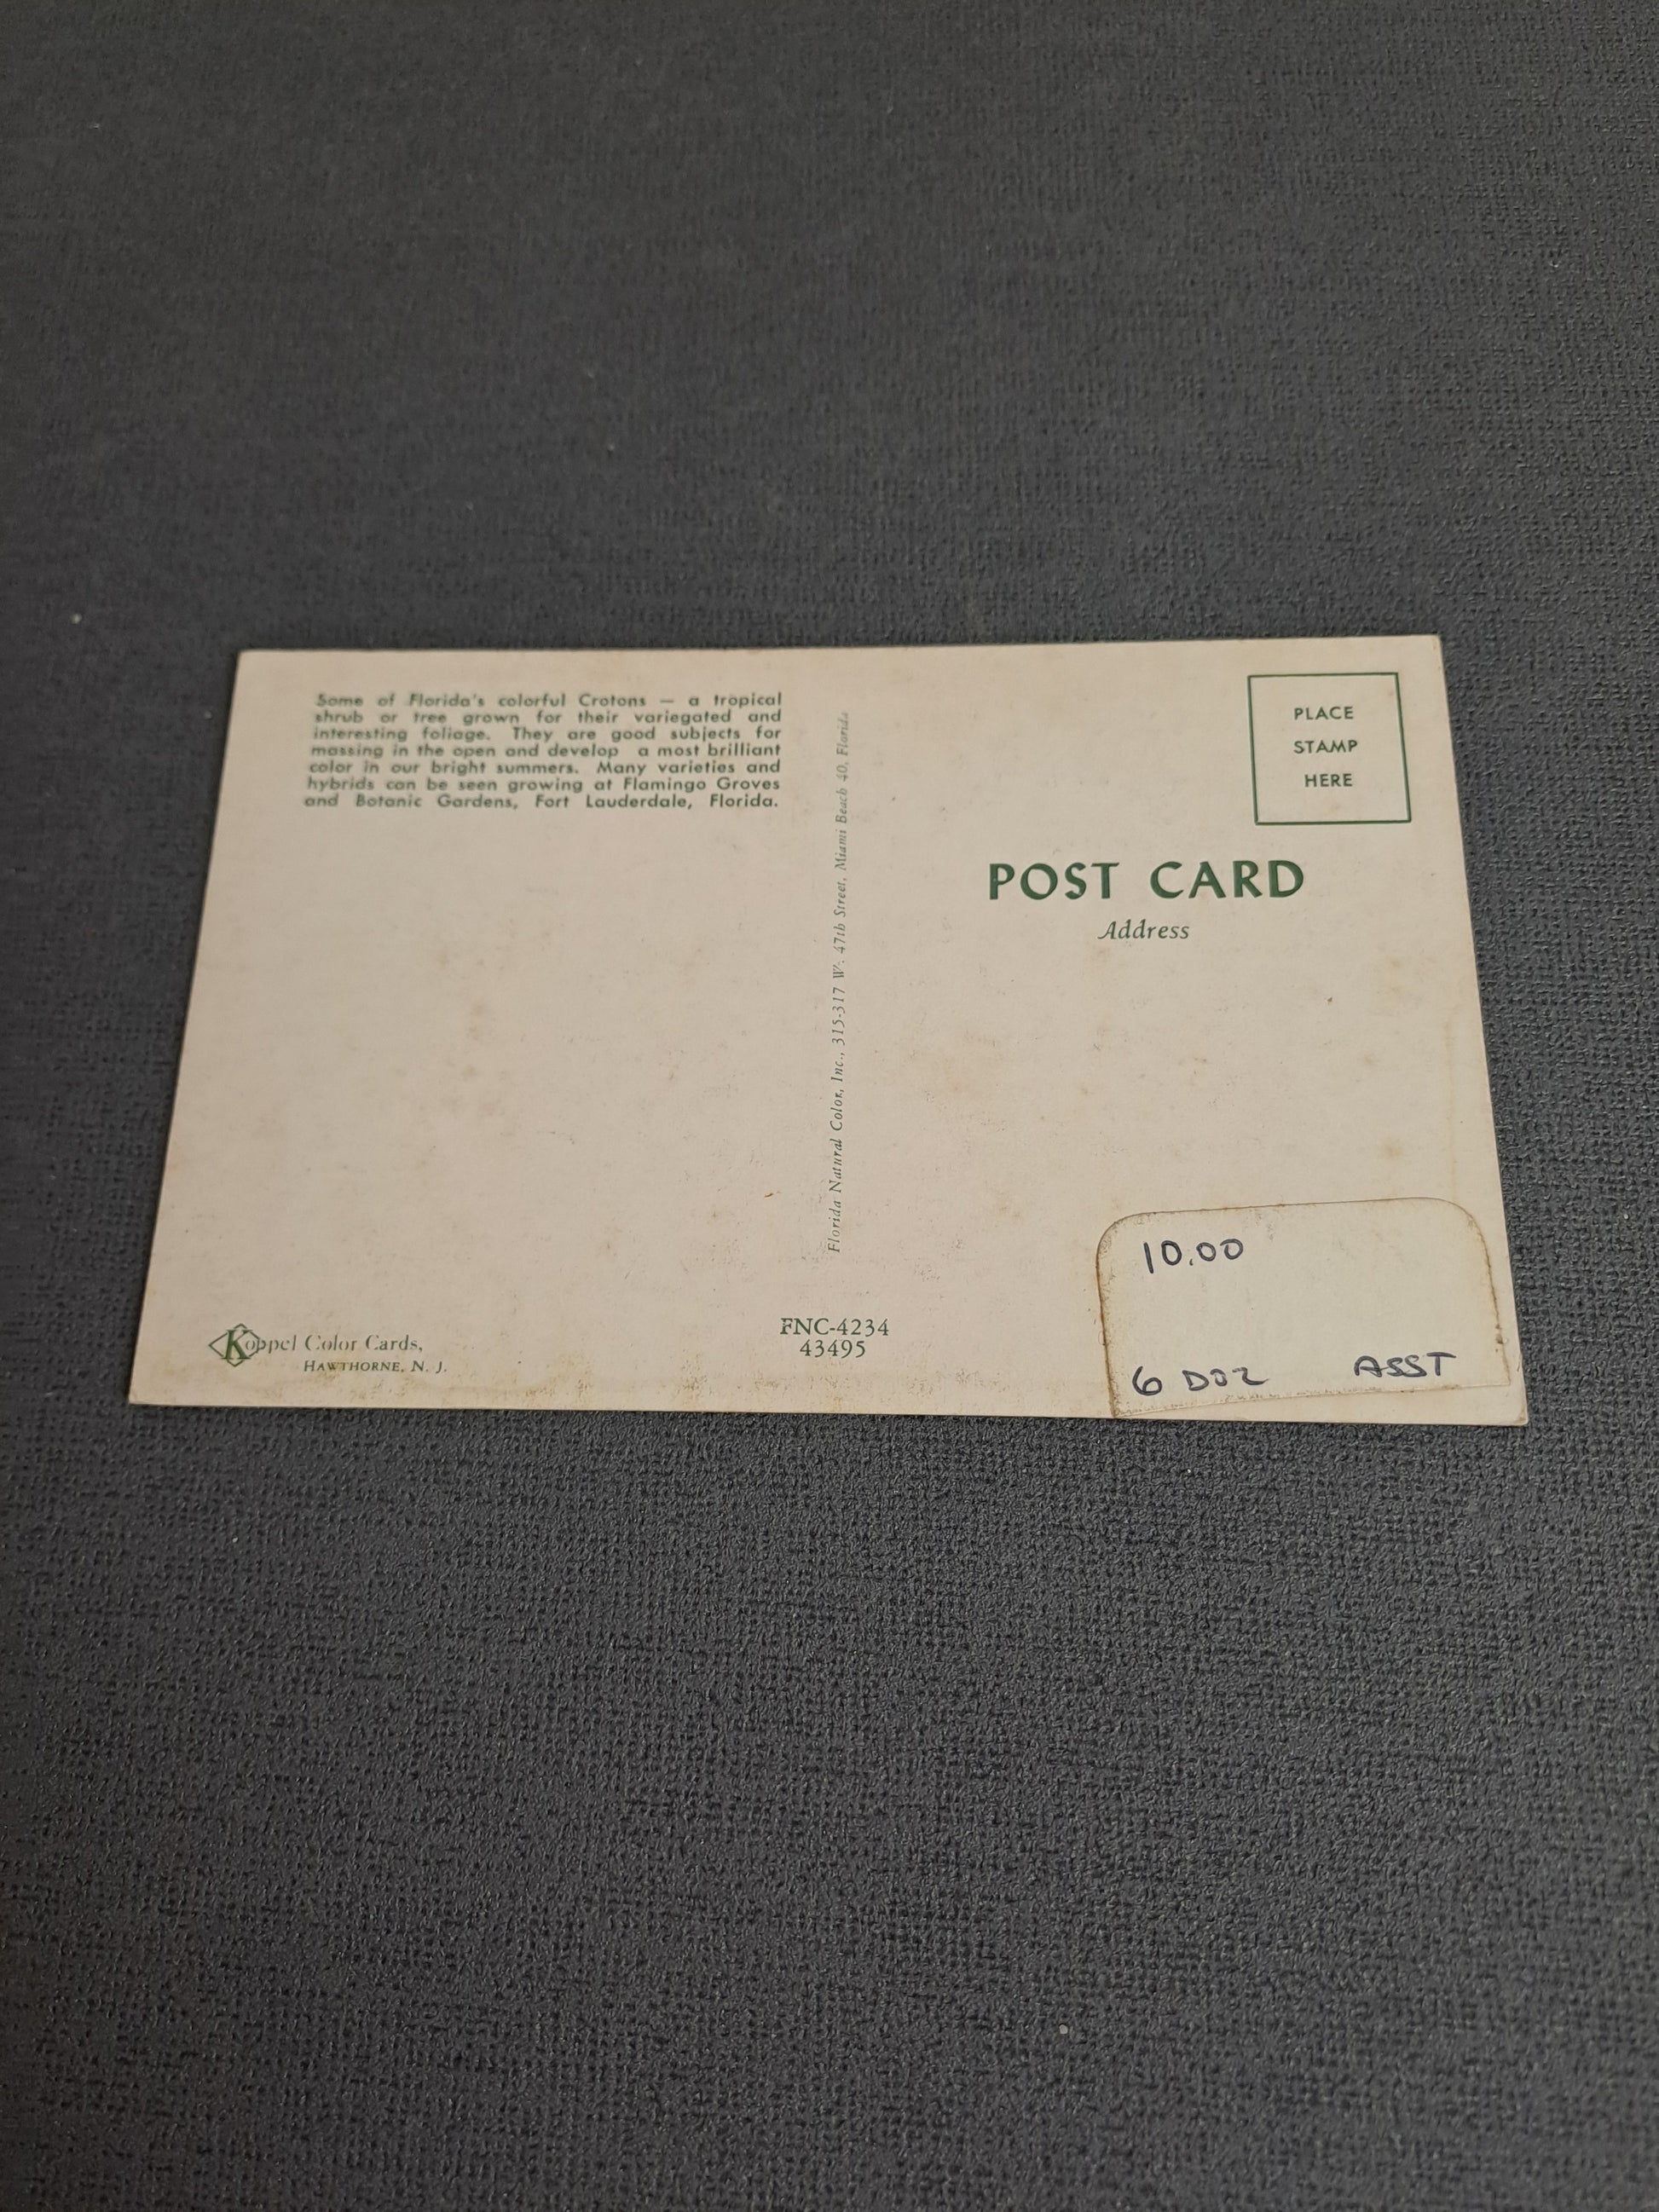 Some of Florida's colorful Crotons — a tropical
shrub or tree grown for their variegated and
interesting foliage. They are good subjects for
massing in the open and develop a most brilliant
color in our bright summers. Many varieties and
hybrids can be seen growing at Flamingo Groves
and Botanic Gardens, Fort Lauderdale, Florida.
Florida Natural Color, Inc., 315-317 W. 47th Street, Miami Beach 40, Florida
PLACE
STAMP
HERE
POST CARD
Address
10.00
6 DOZ ASST
Koppel Color Cards,
HAWTHORNE, N. J.
FNC-4234
43495